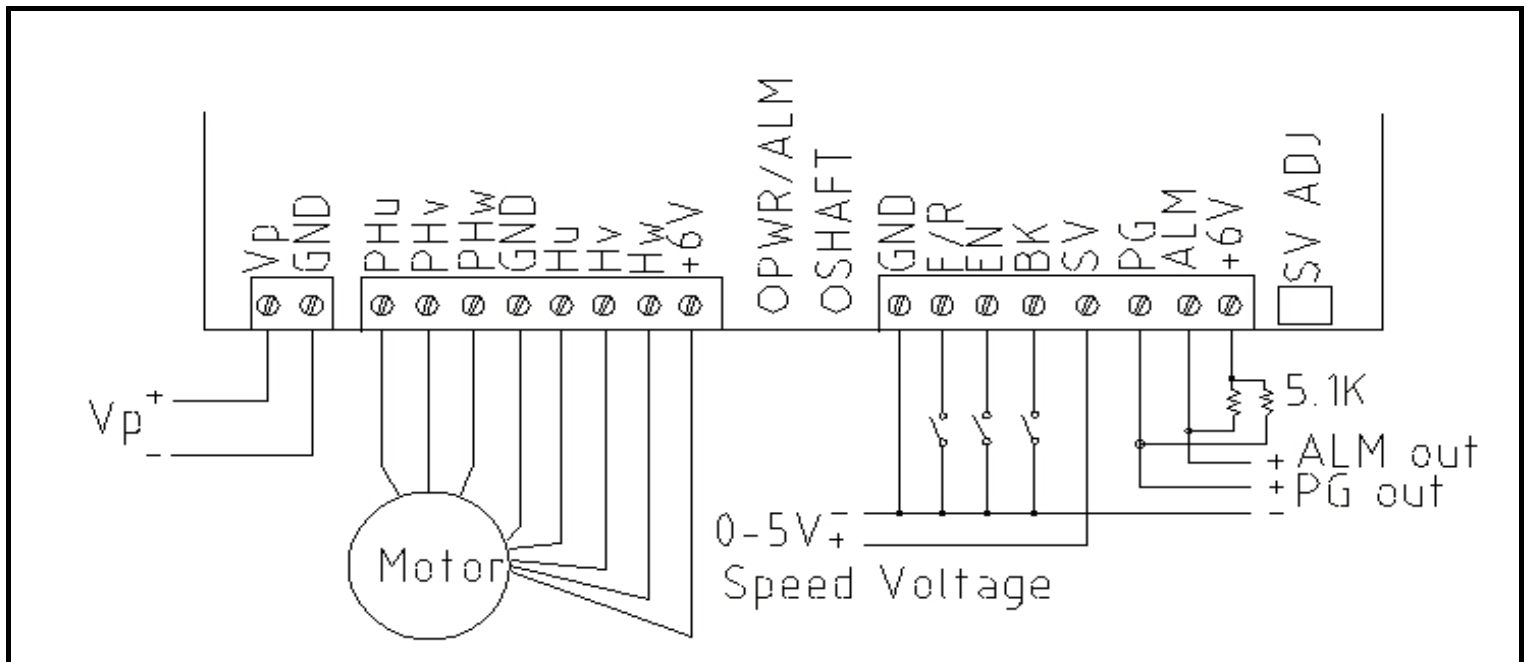 Vp
GND
PHu
PHv
PHw
GND
Hu
Hv
Hw
+6V
OPWR/ALM
OSHAFT
GND
F/R
EN
BK
SV
PG
ALM
+6V
SV ADJ
Vp
+
-
5.1K
+ ALM out
+ PG out
-
0-5V
-
+
Speed Voltage
Motor